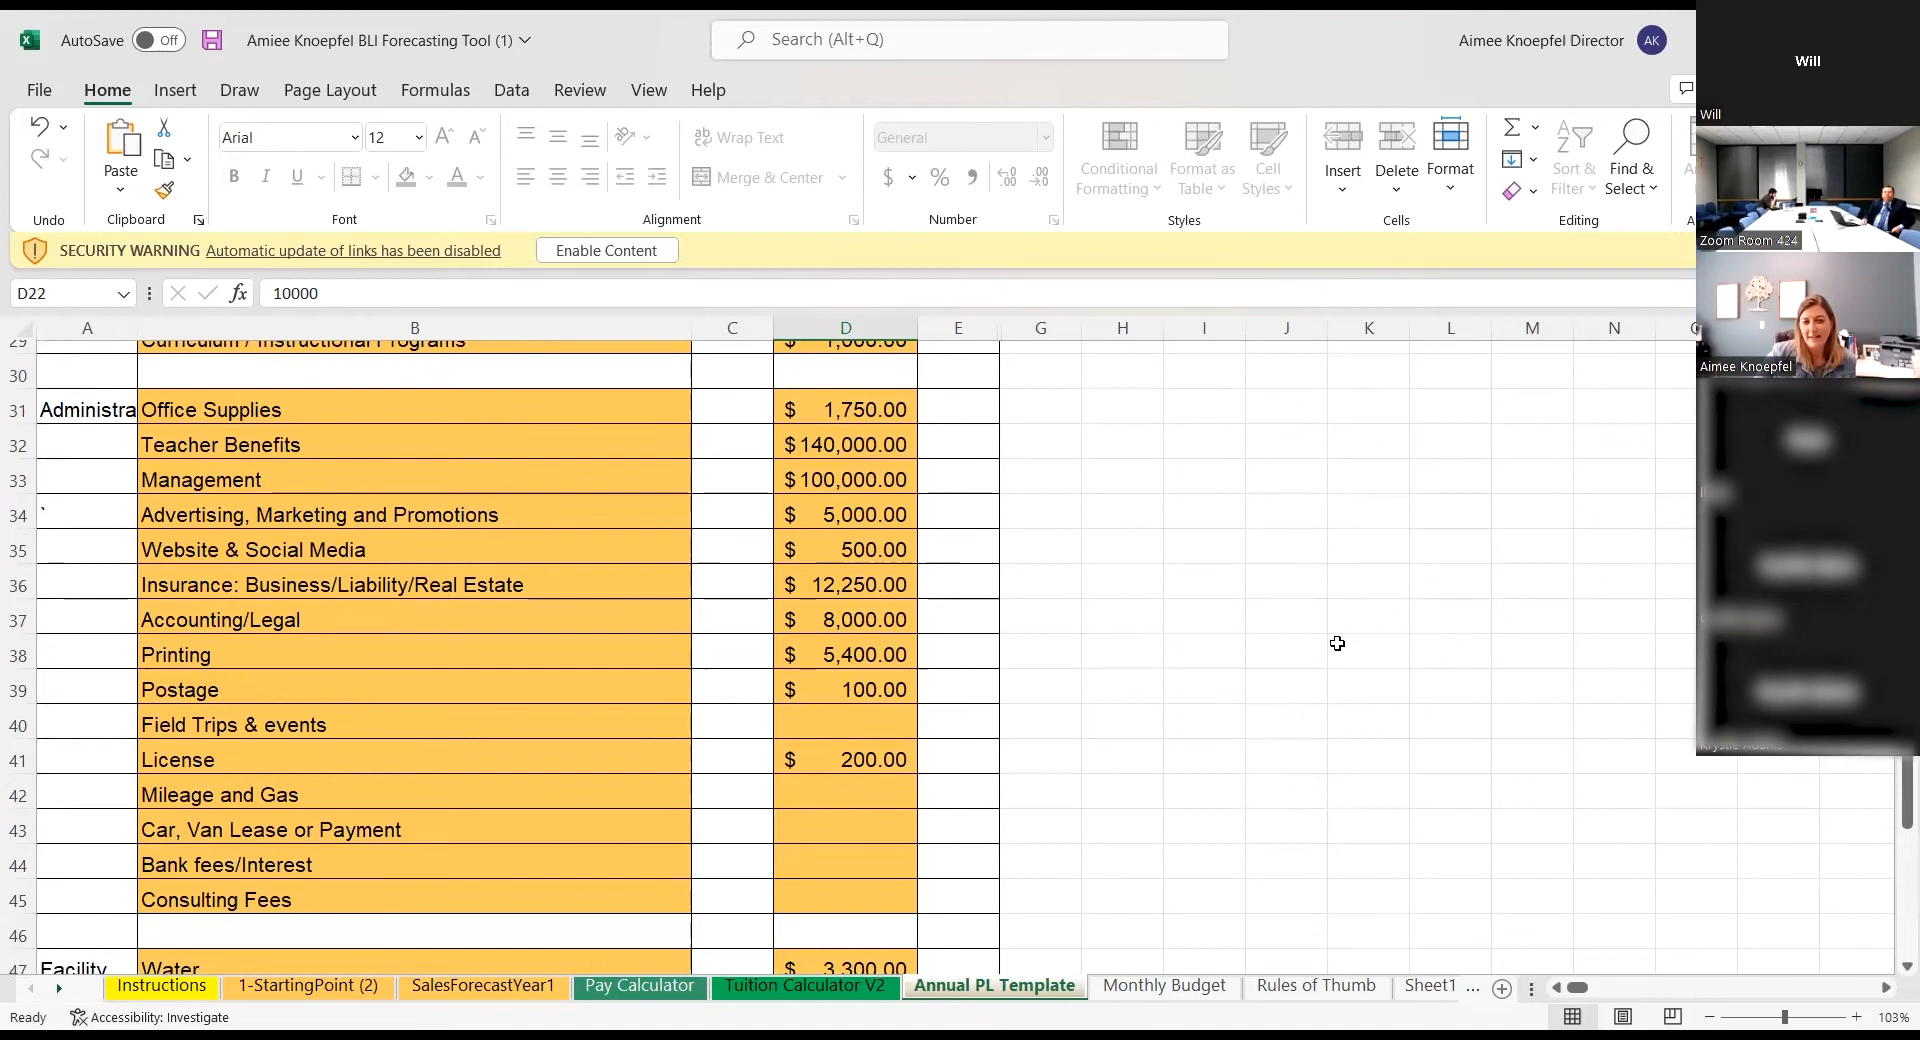 AutoSave Off Amiee Knoepfel BLI Forecasting Tool (1) Search (Alt+Q) Aimee Knoepfel Director AK
File Home Insert Draw Page Layout Formulas Data Review View Help
Undo
Paste
Clipboard
Arial 12
B I U
Font
Wrap Text
Merge & Center
Alignment
General
$ % 9
Number
Conditional Formatting
Format as Table
Cell Styles
Styles
Insert Delete Format
Cells
Sort & Filter
Find & Select
Editing
SECURITY WARNING Automatic update of links has been disabled Enable Content
D22 fx 10000
A B C D E G H I J K L M N
29 Curriculum / Instructional Programs $ 1,000.00
30
31 Administra Office Supplies $ 1,750.00
32 Teacher Benefits $ 140,000.00
33 Management $ 100,000.00
34 ` Advertising, Marketing and Promotions $ 5,000.00
35 Website & Social Media $ 500.00
36 Insurance: Business/Liability/Real Estate $ 12,250.00
37 Accounting/Legal $ 8,000.00
38 Printing $ 5,400.00
39 Postage $ 100.00
40 Field Trips & events
41 License $ 200.00
42 Mileage and Gas
43 Car, Van Lease or Payment
44 Bank fees/Interest
45 Consulting Fees
46
47 Facility Water $ 3,300.00
Instructions 1-StartingPoint (2) SalesForecastYear1 Pay Calculator Tuition Calculator V2 Annual PL Template Monthly Budget Rules of Thumb Sheet1 ...
Ready Accessibility: Investigate 103%
Will
Will
Zoom Room 424
Aimee Knoepfel